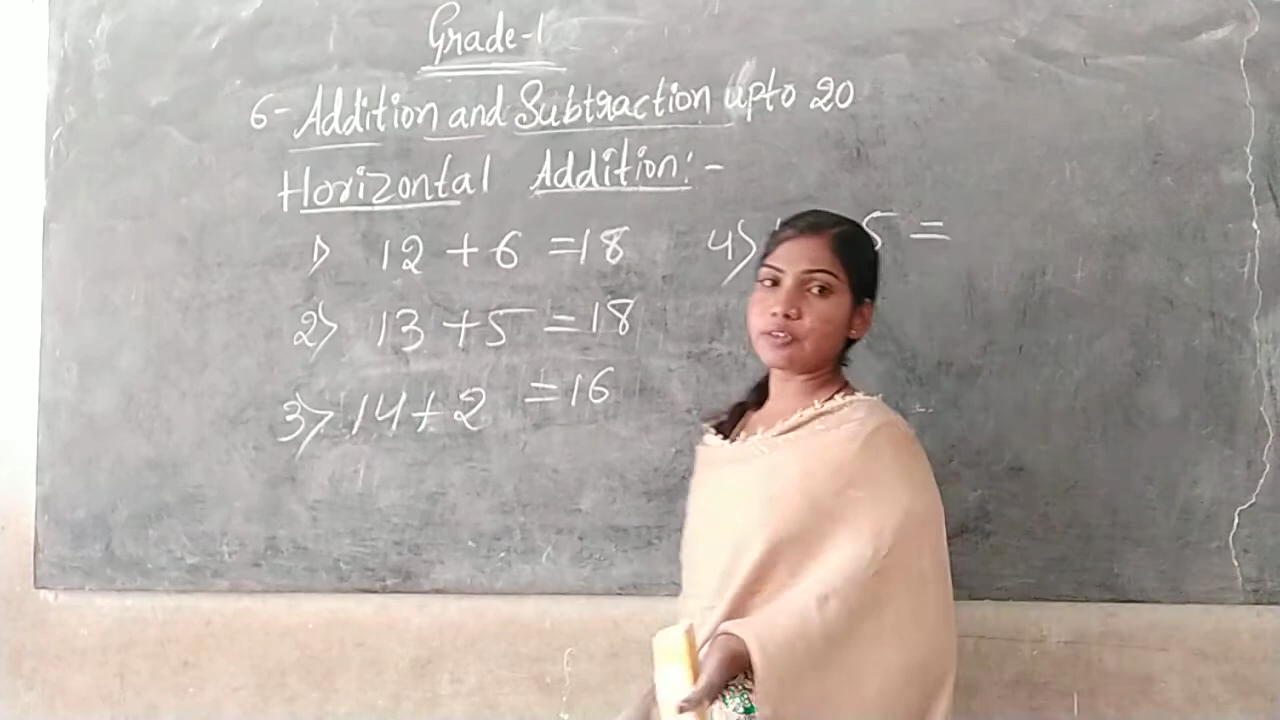 Grade-1
6-Addition and Subtraction upto 20
Horizontal Addition:-
1) 12 + 6 = 18
2) 13 + 5 = 18
3) 14 + 2 = 16
4) 5 =